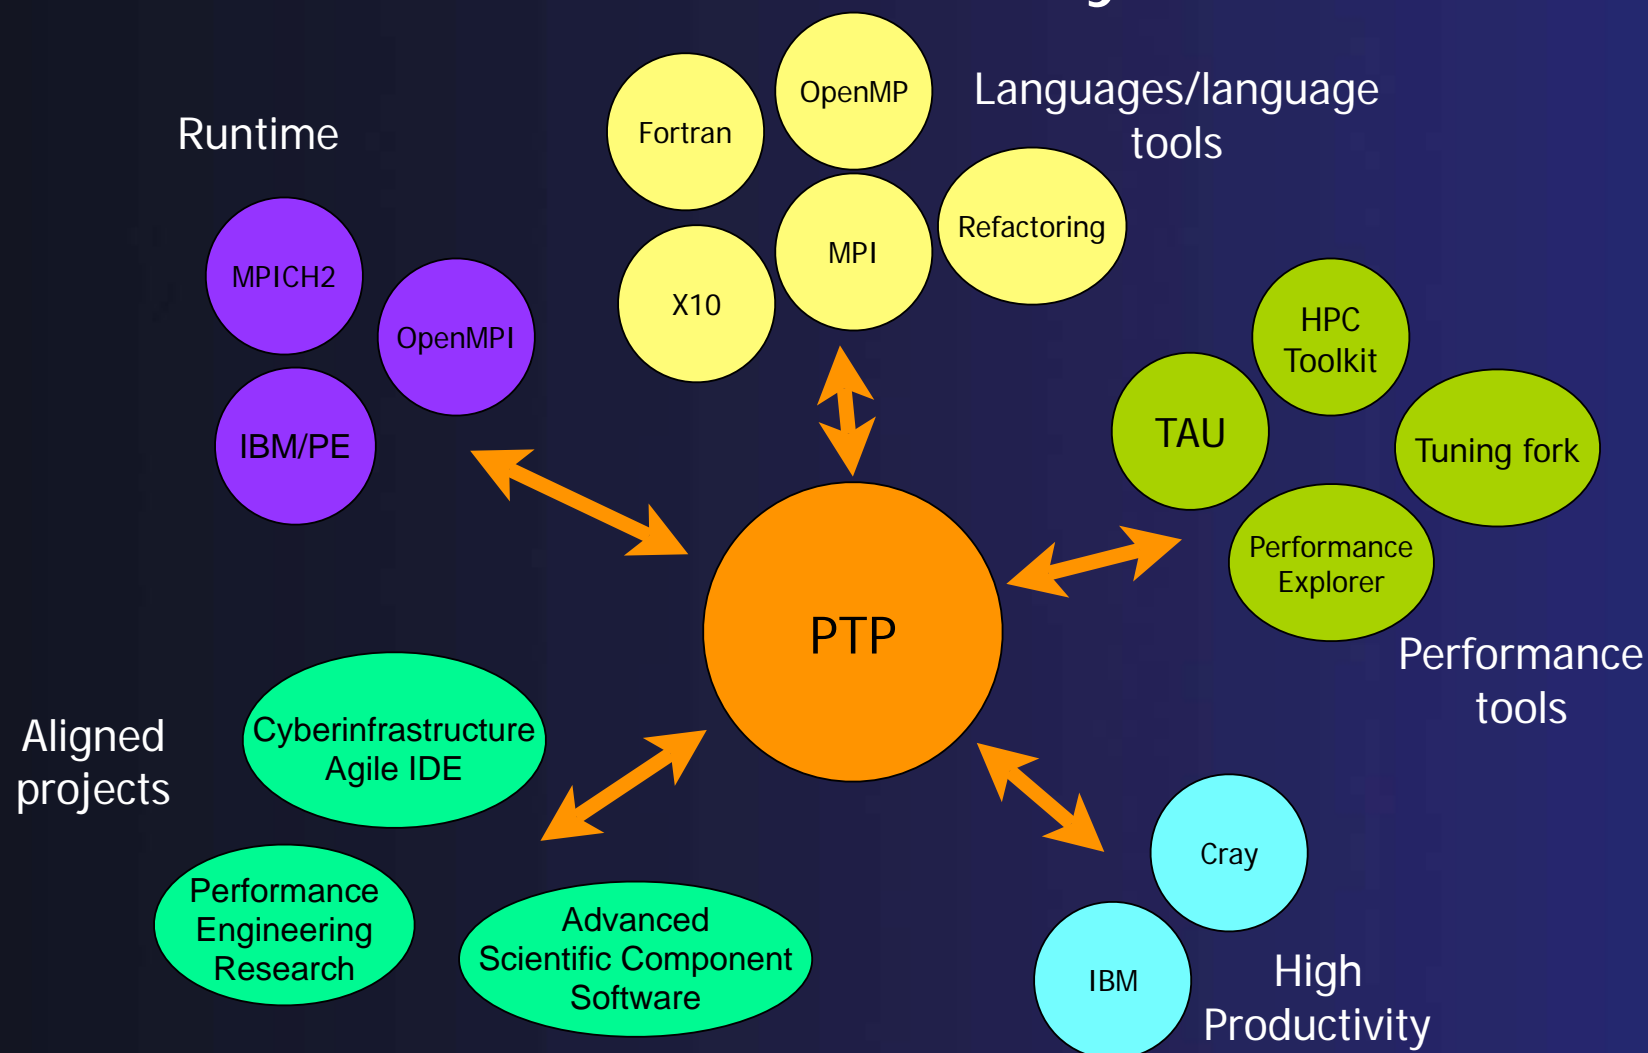 Runtime
Fortran
OpenMP
Languages/language
tools
MPICH2
OpenMPI
IBM/PE
X10
MPI
Refactoring
HPC
Toolkit
TAU
Tuning fork
Performance
Explorer
Performance
tools
PTP
Aligned
projects
Cyberinfrastructure
Agile IDE
Performance
Engineering
Research
Advanced
Scientific Component
Software
Cray
IBM
High
Productivity